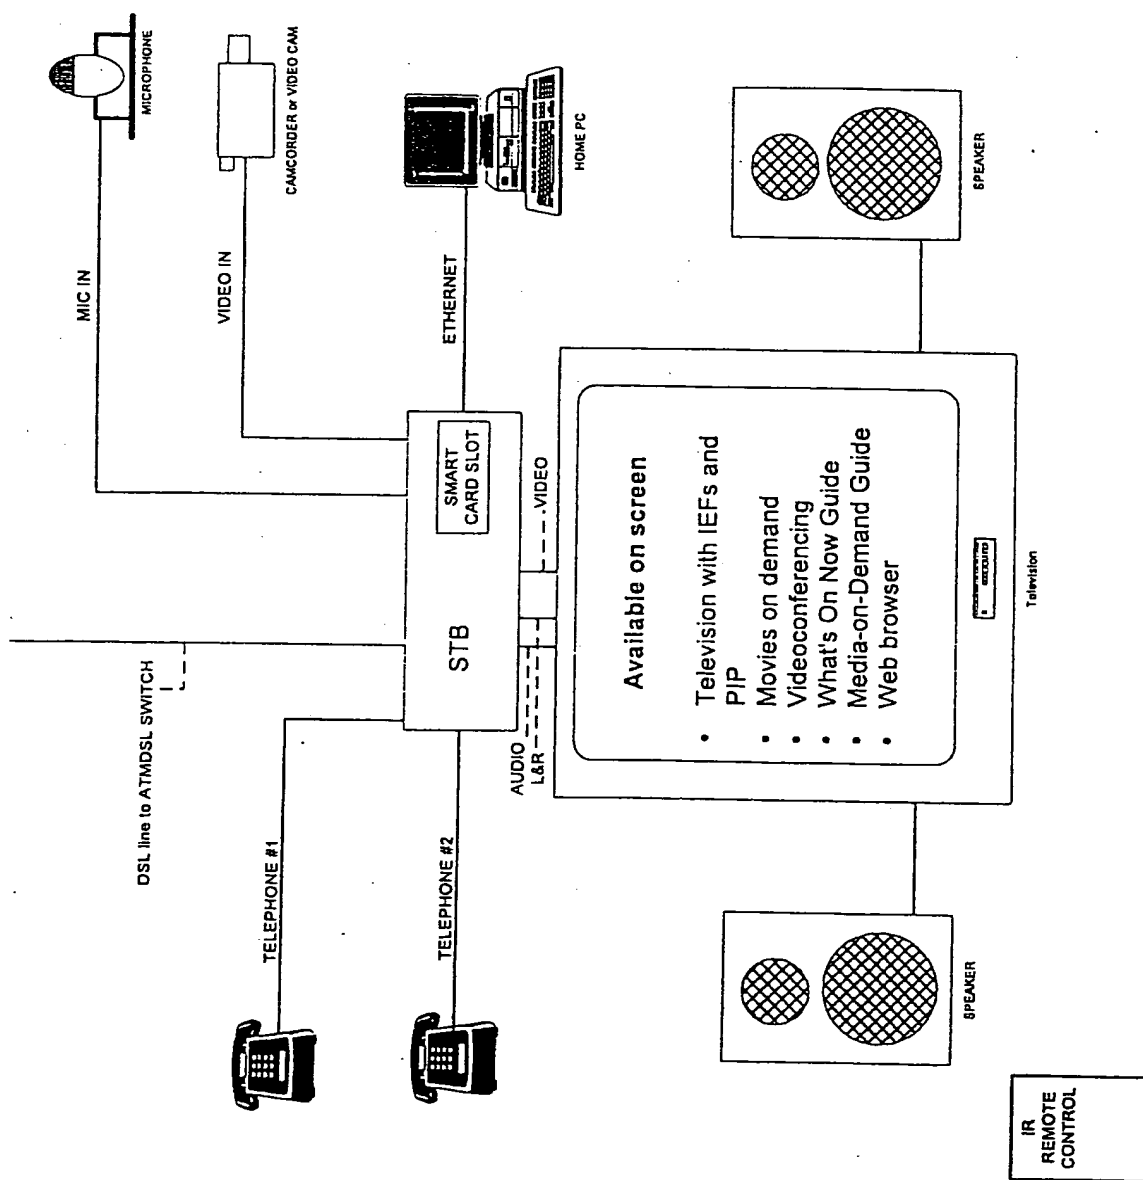 MICROPHONE
CAMCORDER or VIDEO CAM
HOME PC
MIC IN
VIDEO IN
ETHERNET
DSL line to ATMDSL SWITCH
TELEPHONE #1
TELEPHONE #2
STB
SMART
CARD SLOT
AUDIO
L&R
VIDEO
Available on screen
• Television with IEFs and
PIP
• Movies on demand
• Videoconferencing
• What's On Now Guide
• Media-on-Demand Guide
• Web browser
Television
SPEAKER
SPEAKER
IR
REMOTE
CONTROL